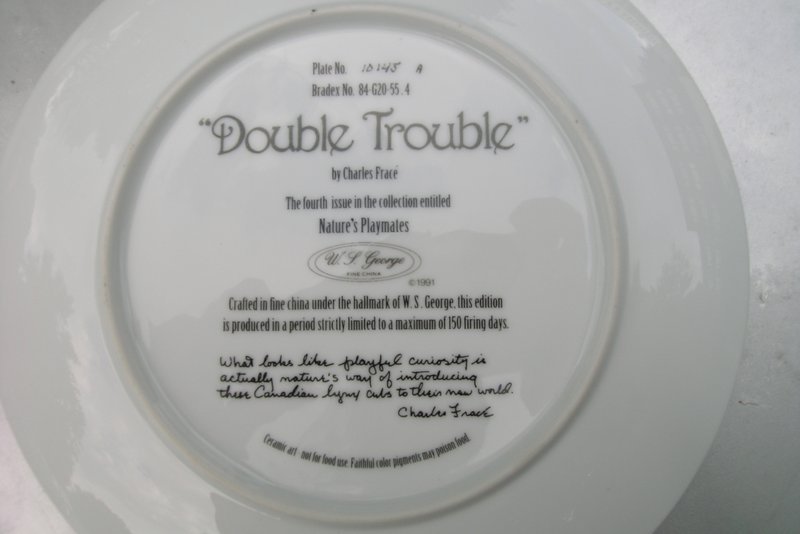 Plate No. 10145 A
Bradex No. 84-G20-55.4
"Double Trouble"
by Charles Fracé
The fourth issue in the collection entitled
Nature's Playmates
W. S. George
FINE CHINA
©1991
Crafted in fine china under the hallmark of W. S. George, this edition
is produced in a period strictly limited to a maximum of 150 firing days.
What looks like playful curiosity is
actually nature's way of introducing
these Canadian lynx cubs to their new world.
Charles Fracé
Ceramic art not for food use. Faithful color pigments may poison food.